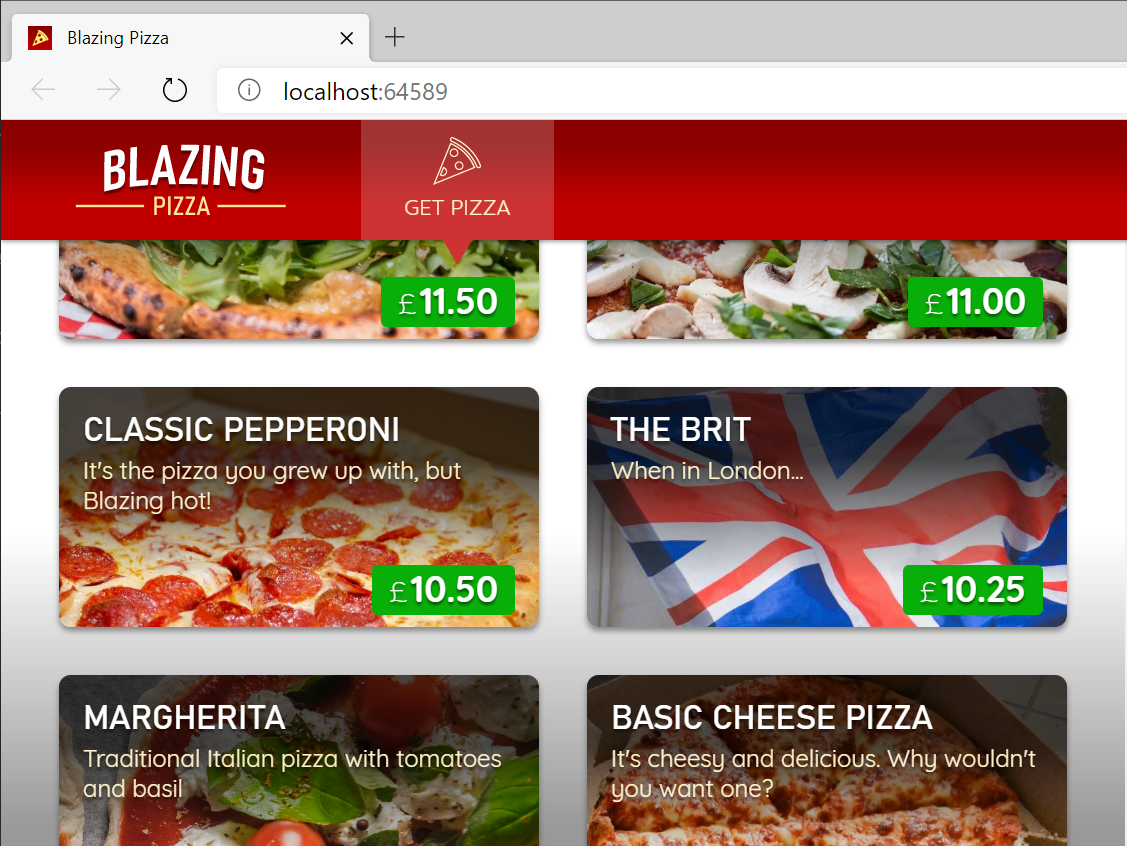 Blazing Pizza
localhost:64589
BLAZING
PIZZA
GET PIZZA
£11.50
£11.00
CLASSIC PEPPERONI
It's the pizza you grew up with, but
Blazing hot!
£10.50
THE BRIT
When in London...
£10.25
MARGHERITA
Traditional Italian pizza with tomatoes
and basil
BASIC CHEESE PIZZA
It's cheesy and delicious. Why wouldn't
you want one?